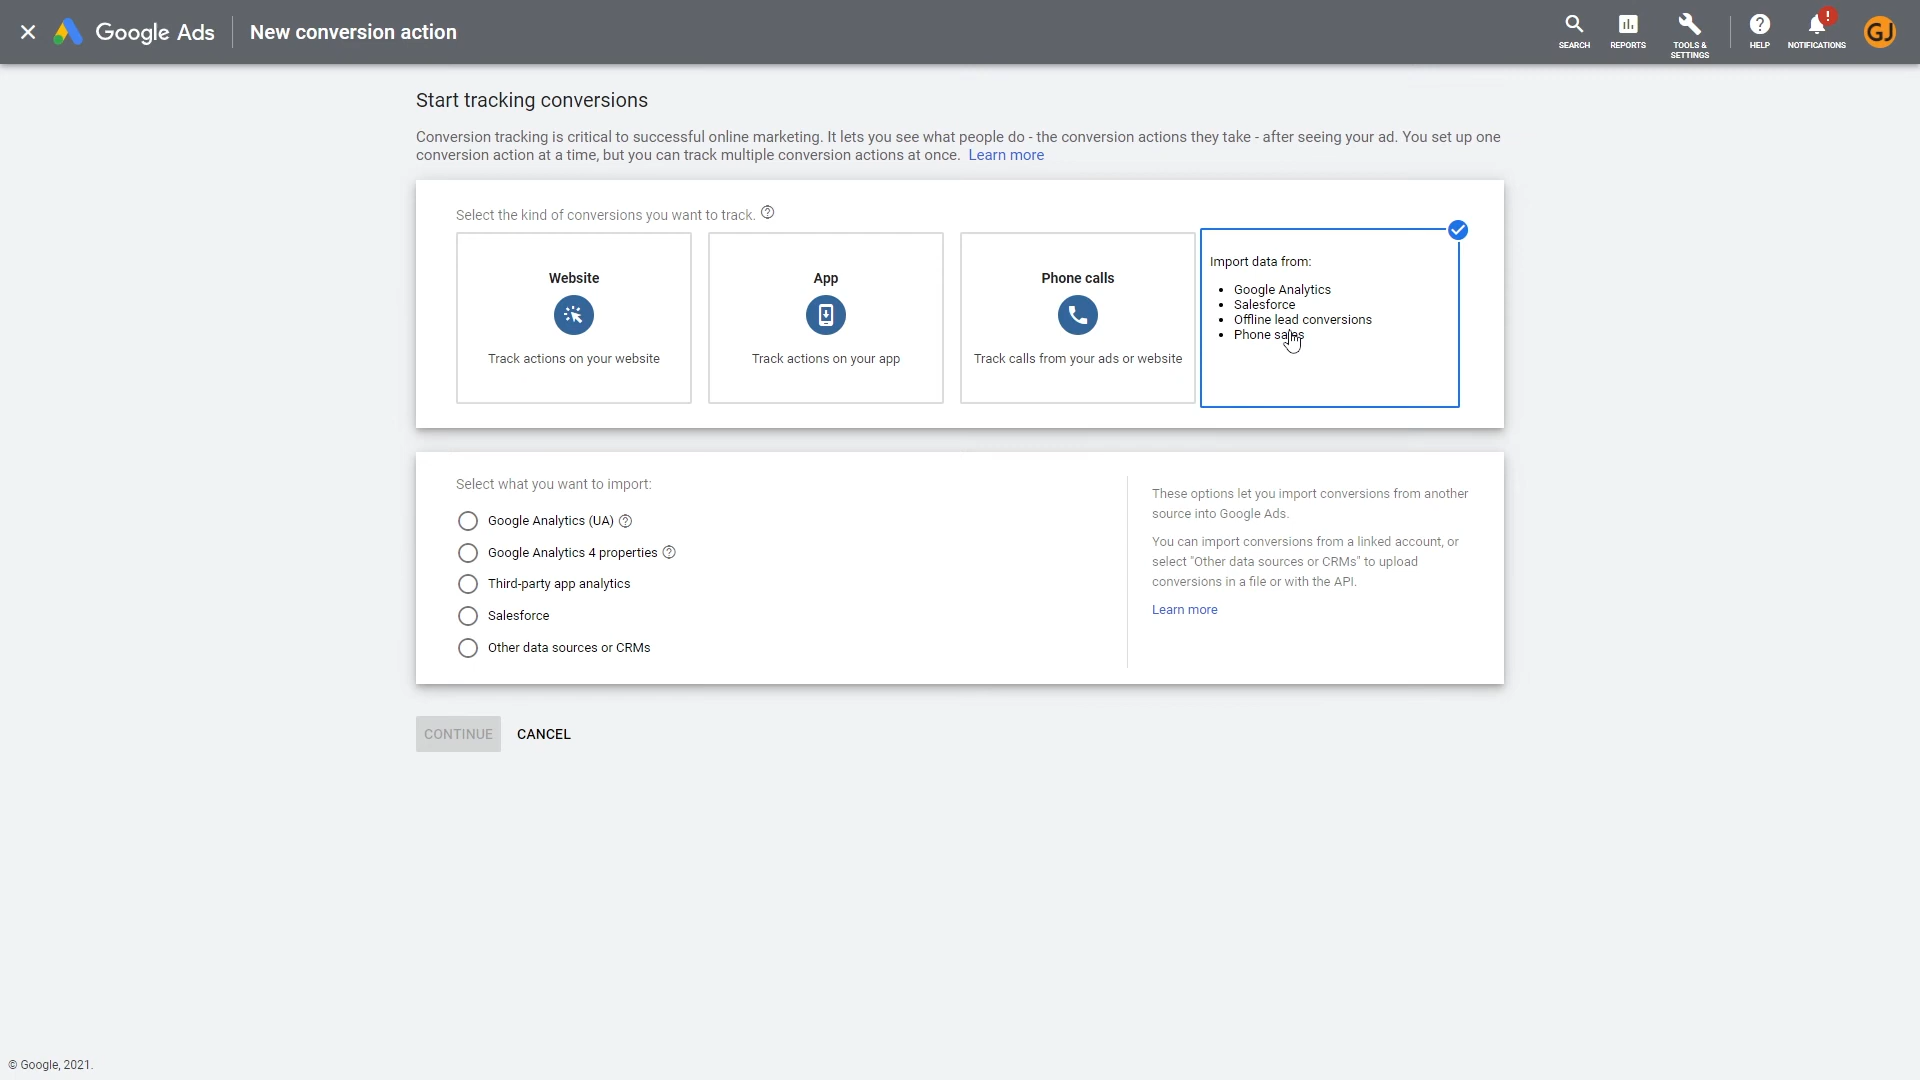 Google Ads
New conversion action
SEARCH
REPORTS
TOOLS &
SETTINGS
HELP
!
NOTIFICATIONS
GJ
Start tracking conversions
Conversion tracking is critical to successful online marketing. It lets you see what people do - the conversion actions they take - after seeing your ad. You set up one
conversion action at a time, but you can track multiple conversion actions at once. Learn more
Select the kind of conversions you want to track.
Website
Track actions on your website
App
Track actions on your app
Phone calls
Track calls from your ads or website
Import data from:
Google Analytics
Salesforce
Offline lead conversions
Phone sales
Select what you want to import:
Google Analytics (UA)
Google Analytics 4 properties
Third-party app analytics
Salesforce
Other data sources or CRMs
These options let you import conversions from another
source into Google Ads.
You can import conversions from a linked account, or
select "Other data sources or CRMs" to upload
conversions in a file or with the API.
Learn more
CONTINUE
CANCEL
© Google, 2021.